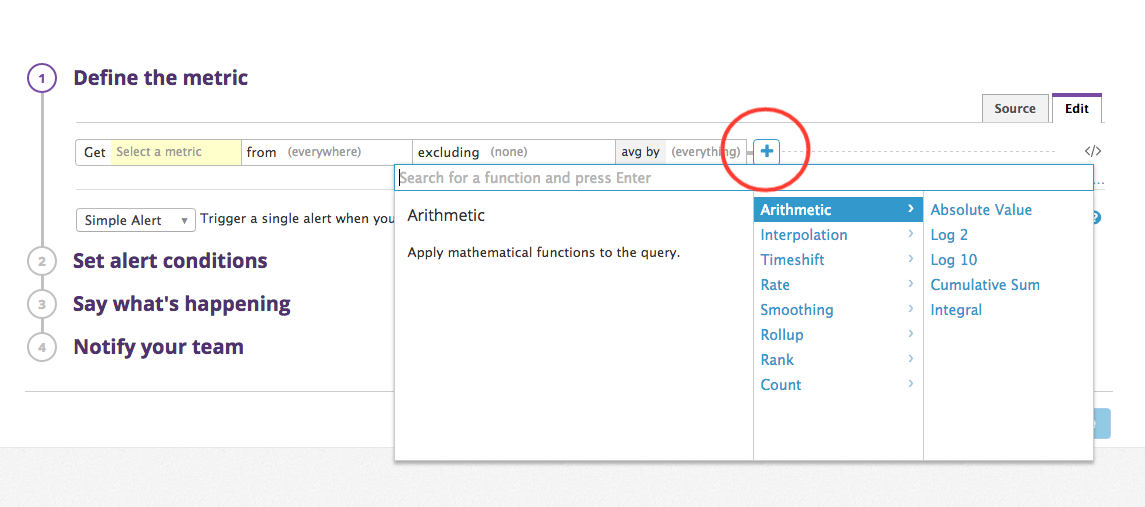 1 Define the metric
Source Edit
Get Select a metric from (everywhere) excluding (none) avg by (everything) + </>
Search for a function and press Enter
...
Arithmetic
Apply mathematical functions to the query.
Arithmetic › Absolute Value
Interpolation › Log 2
Timeshift › Log 10
Rate › Cumulative Sum
Smoothing › Integral
Rollup ›
Rank ›
Count ›
Simple Alert ▾ Trigger a single alert when you ?
2 Set alert conditions
3 Say what's happening
4 Notify your team